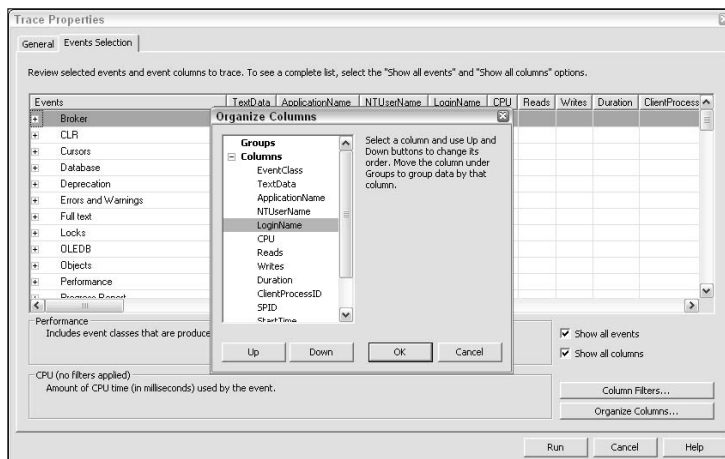 Trace Properties
General Events Selection
Review selected events and event columns to trace. To see a complete list, select the "Show all events" and "Show all columns" options.
Events TextData ApplicationName NTUserName LoginName CPU Reads Writes Duration ClientProcess
Broker
CLR
Cursors
Database
Deprecation
Errors and Warnings
Full text
Locks
OLEDB
Objects
Performance
Progress Report
Organize Columns
Groups
Columns
EventClass
TextData
ApplicationName
NTUserName
LoginName
CPU
Reads
Writes
Duration
ClientProcessID
SPID
StartTime
Select a column and use Up and
Down buttons to change its
order. Move the column under
Groups to group data by that
column.
Up Down OK Cancel
Performance
Includes event classes that are produce
Show all events
Show all columns
CPU (no filters applied)
Amount of CPU time (in milliseconds) used by the event.
Column Filters...
Organize Columns...
Run Cancel Help